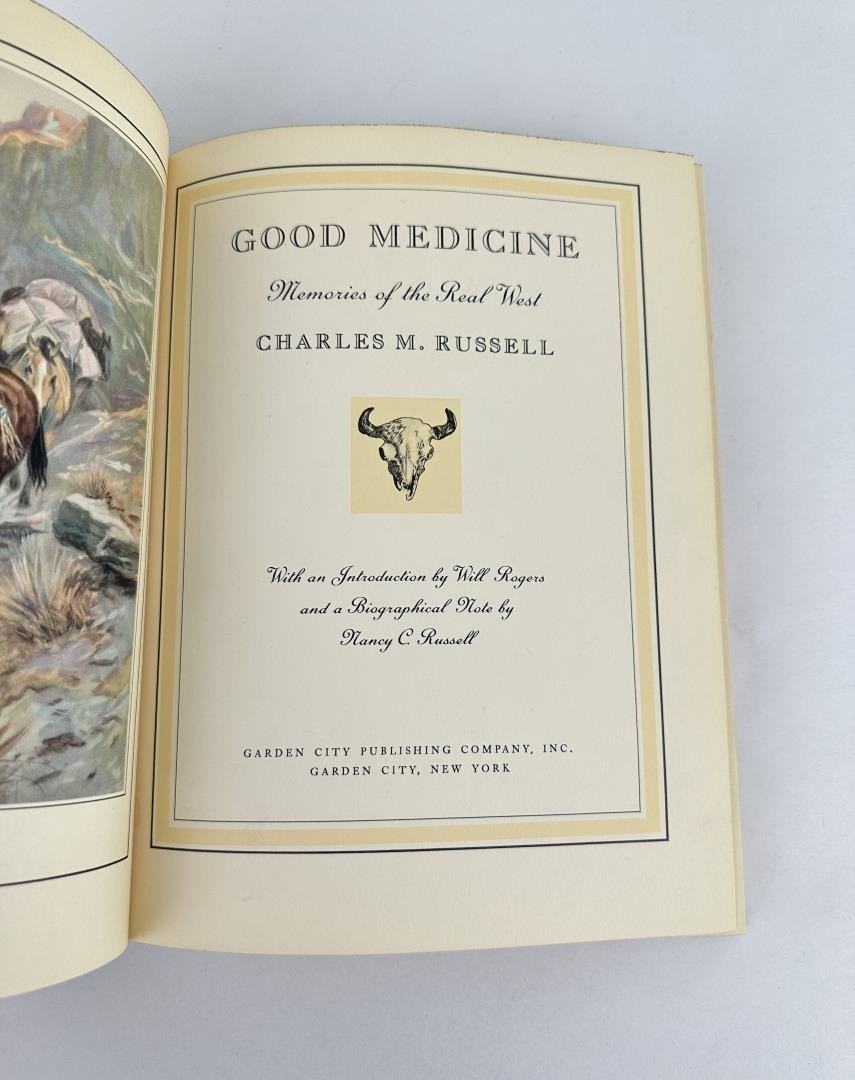 GOOD MEDICINE
Memories of the Real West
CHARLES M. RUSSELL
With an Introduction by Will Rogers
and a Biographical Note by
Nancy C. Russell
GARDEN CITY PUBLISHING COMPANY, INC.
GARDEN CITY, NEW YORK